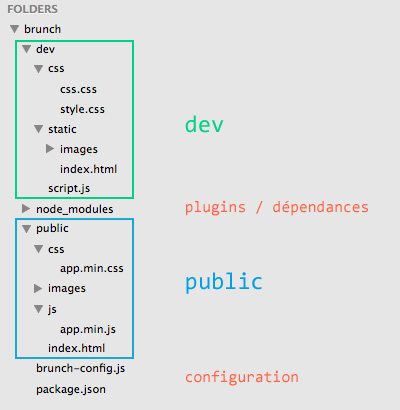 FOLDERS
brunch
dev
css
css.css
style.css
static
dev
images
index.html
script.js
node_modules
plugins / dépendances
public
css
app.min.css
public
images
js
app.min.js
index.html
brunch-config.js
configuration
package.json